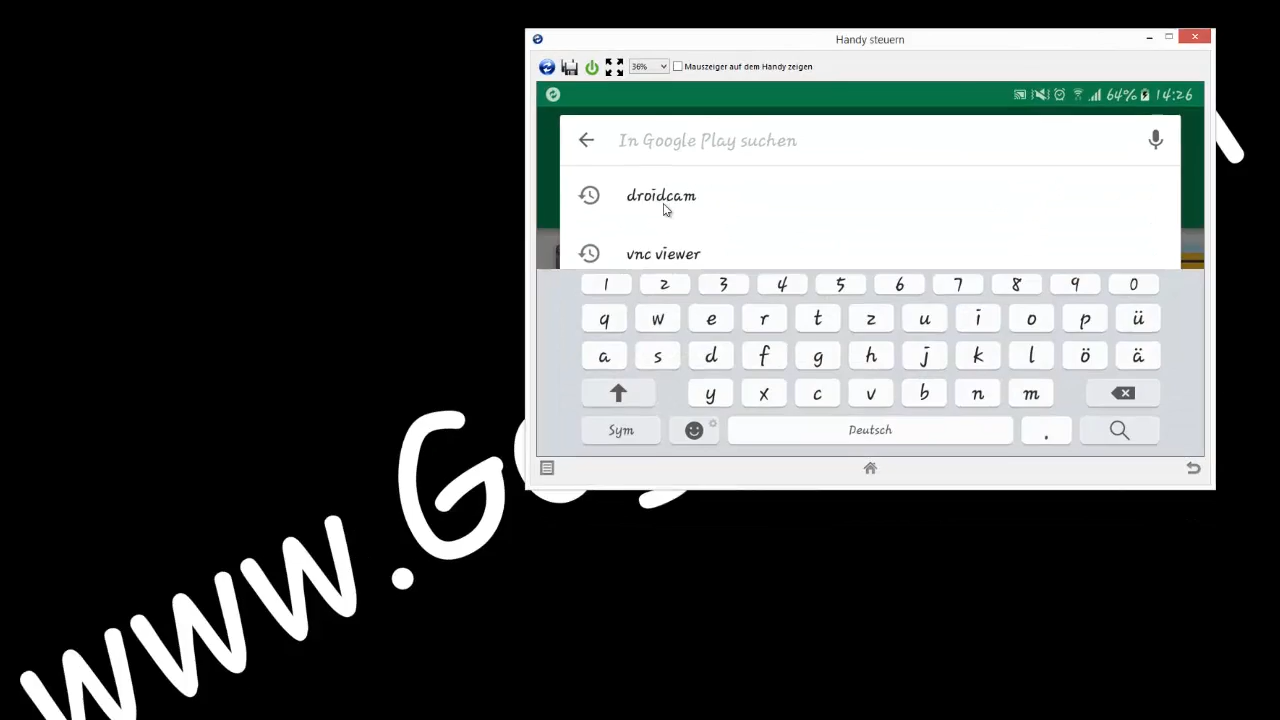 Handy steuern
36% Mauszeiger auf dem Handy zeigen
64% 14:26
In Google Play suchen
droidcam
vnc viewer
1 2 3 4 5 6 7 8 9 0
q w e r t z u i o p ü
a s d f g h j k l ö ä
y x c v b n m
Sym Deutsch .
www.G